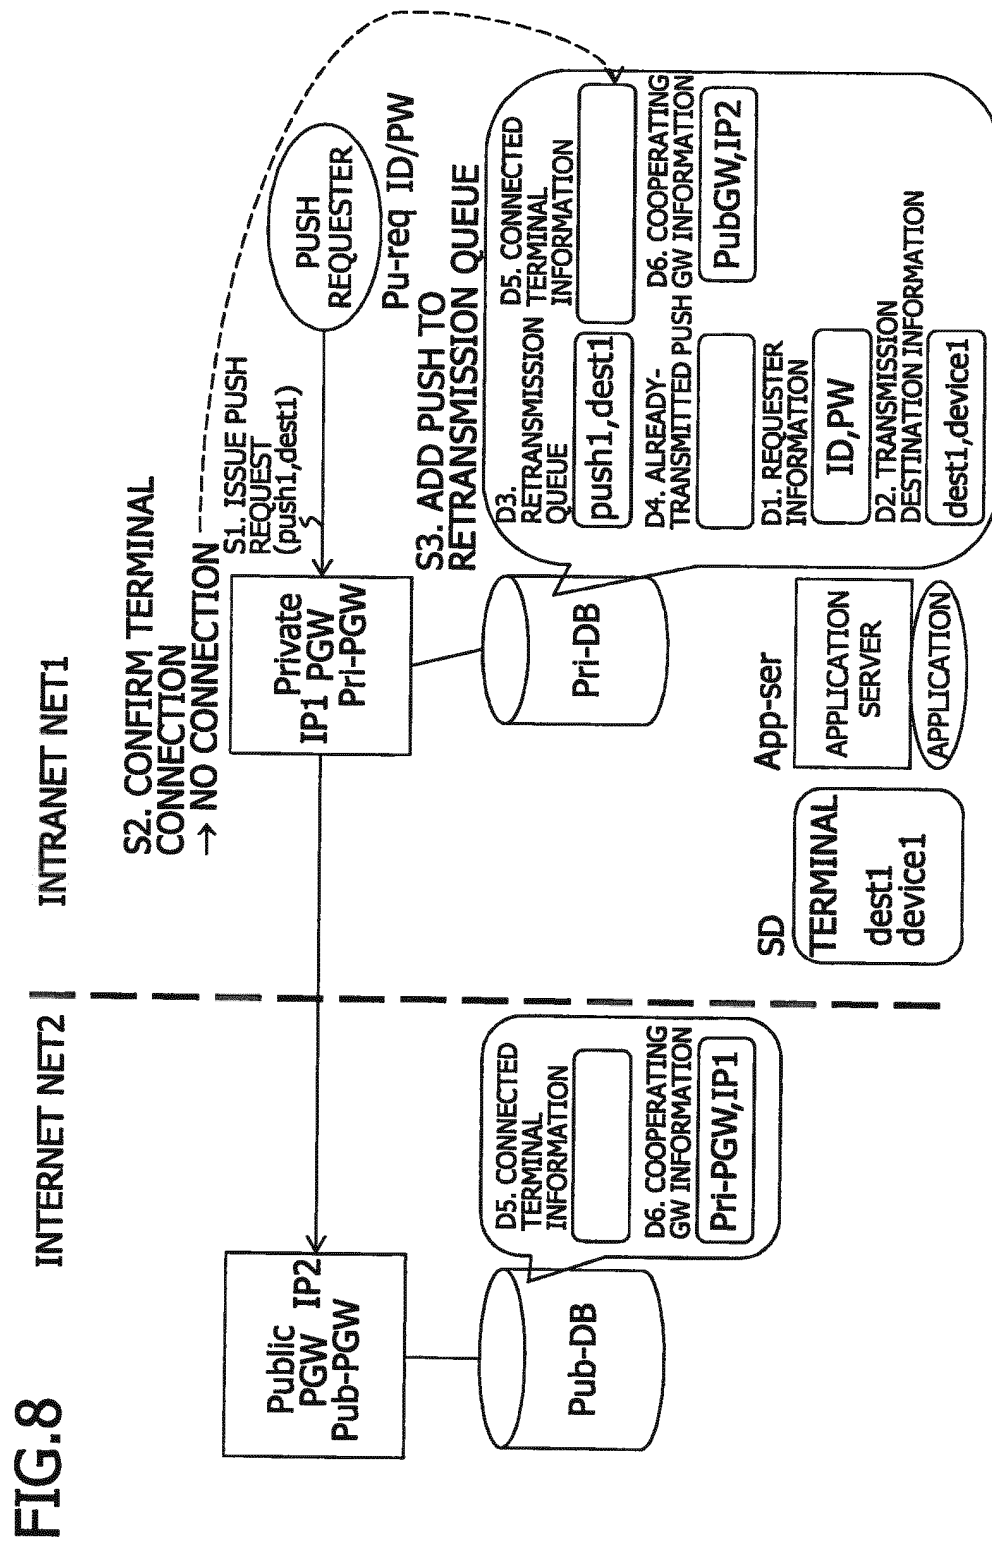 FIG.8
INTERNET NET2
INTRANET NET1
S2. CONFIRM TERMINAL
CONNECTION
→ NO CONNECTION
S1. ISSUE PUSH
REQUEST
(push1,dest1)
PUSH
REQUESTER
Pu-req ID/PW
Public
PGW IP2
Pub-PGW
Private
IP1 PGW
Pri-PGW
S3. ADD PUSH TO
RETRANSMISSION QUEUE
Pub-DB
D5. CONNECTED
TERMINAL
INFORMATION
D6. COOPERATING
GW INFORMATION
Pri-PGW,IP1
Pri-DB
D3.
RETRANSMISSION
QUEUE
push1,dest1
D5. CONNECTED
TERMINAL
INFORMATION
D4. ALREADY-
TRANSMITTED PUSH
D6. COOPERATING
GW INFORMATION
PubGW,IP2
D1. REQUESTER
INFORMATION
ID,PW
D2. TRANSMISSION
DESTINATION INFORMATION
dest1,device1
SD
TERMINAL
dest1
device1
App-ser
APPLICATION
SERVER
APPLICATION